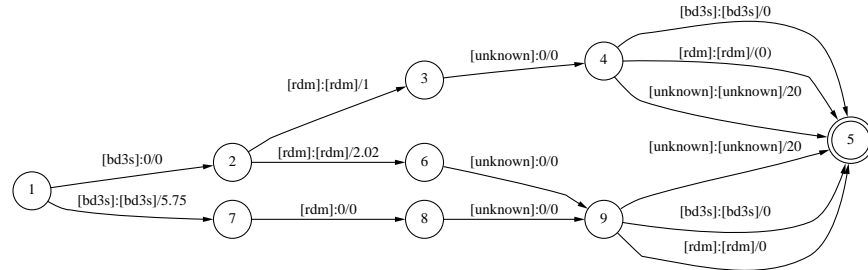 [bd3s]:[bd3s]/0
[rdm]:[rdm]/(0)
[unknown]:0/0
4
[rdm]:[rdm]/1
3
[unknown]:[unknown]/20
[unknown]:[unknown]/20
5
[bd3s]:0/0
2
[rdm]:[rdm]/2.02
6
[unknown]:0/0
1
[bd3s]:[bd3s]/5.75
7
[rdm]:0/0
8
[unknown]:0/0
9
[bd3s]:[bd3s]/0
[rdm]:[rdm]/0